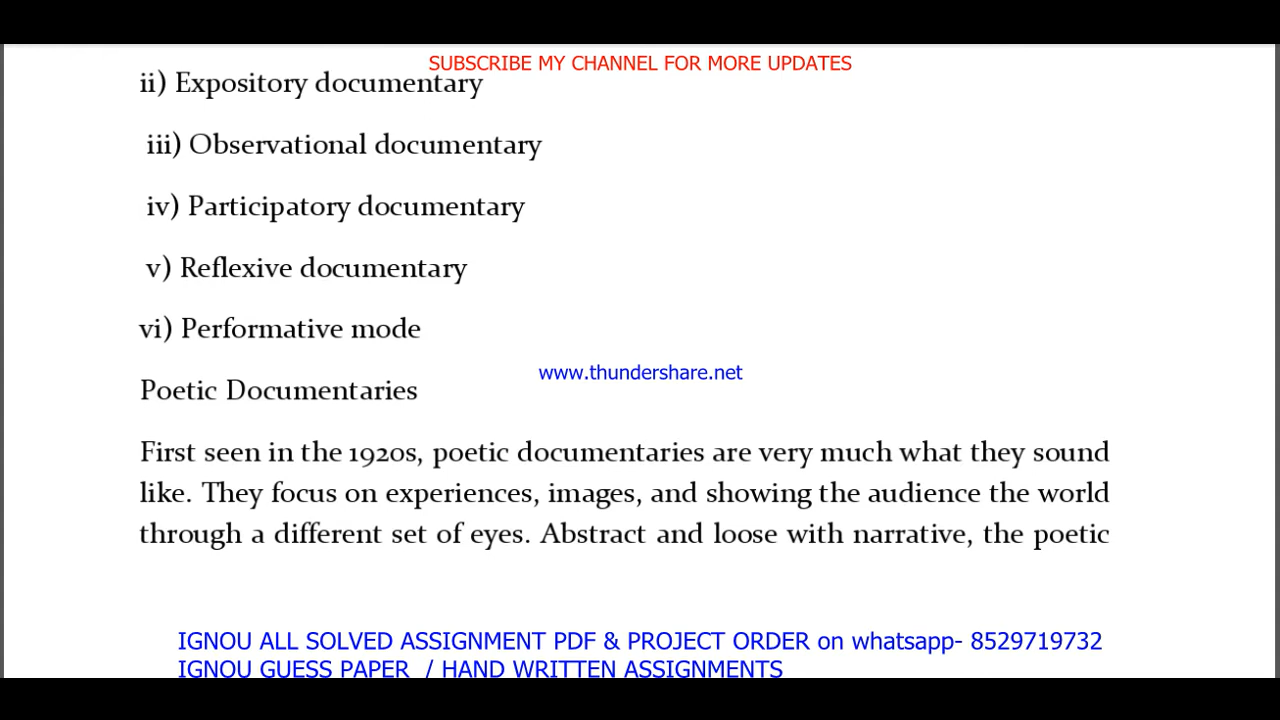 SUBSCRIBE MY CHANNEL FOR MORE UPDATES
ii) Expository documentary
iii) Observational documentary
iv) Participatory documentary
v) Reflexive documentary
vi) Performative mode
www.thundershare.net
Poetic Documentaries
First seen in the 1920s, poetic documentaries are very much what they sound
like. They focus on experiences, images, and showing the audience the world
through a different set of eyes. Abstract and loose with narrative, the poetic
IGNOU ALL SOLVED ASSIGNMENT PDF & PROJECT ORDER on whatsapp- 8529719732
IGNOU GUESS PAPER / HAND WRITTEN ASSIGNMENTS